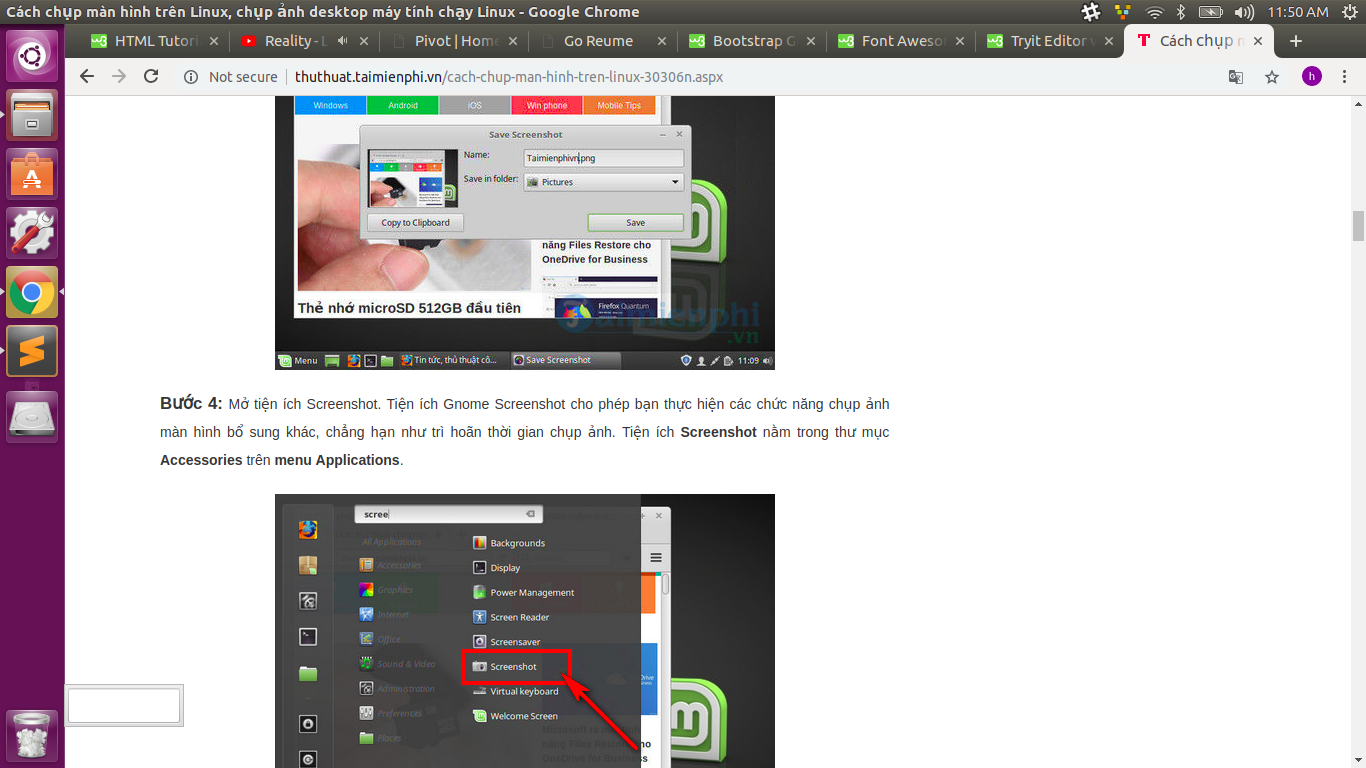 Cách chụp màn hình trên Linux, chụp ảnh desktop máy tính chạy Linux - Google Chrome
11:50 AM
HTML Tutori
Reality - L
Pivot | Home
Go Reume
Bootstrap G
Font Aweso
Tryit Editor v
Cách chụp m
Not secure
thuthuat.taimienphi.vn/cach-chup-man-hinh-tren-linux-30306n.aspx
h
Windows
Android
iOS
Win phone
Mobile Tips
Save Screenshot
Name:
Taimienphivn.png
Save in folder:
Pictures
Copy to Clipboard
Save
năng Files Restore cho
OneDrive for Business
Firefox Quantum
Thẻ nhớ microSD 512GB đầu tiên
Taimienphi
.vn
Menu
Tin tức, thủ thuật cô...
Save Screenshot
11:09
Bước 4: Mở tiện ích Screenshot. Tiện ích Gnome Screenshot cho phép bạn thực hiện các chức năng chụp ảnh
màn hình bổ sung khác, chẳng hạn như trì hoãn thời gian chụp ảnh. Tiện ích Screenshot nằm trong thư mục
Accessories trên menu Applications.
scree
All Applications
Accessories
Graphics
Internet
Office
Sound & Video
Administration
Preferences
Places
Backgrounds
Display
Power Management
Screen Reader
Screensaver
Screenshot
Virtual keyboard
Welcome Screen
năng Files Restore cho
OneDrive for Business